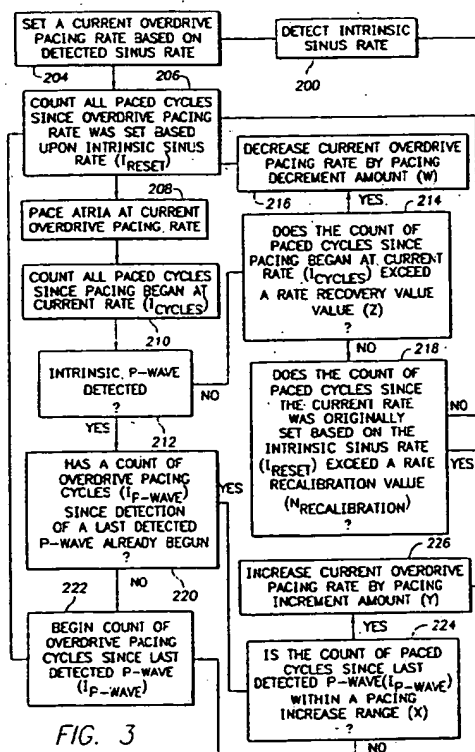 SET A CURRENT OVERDRIVE
PACING RATE BASED ON
DETECTED SINUS RATE
204
DETECT INTRINSIC
SINUS RATE
200
206
COUNT ALL PACED CYCLES
SINCE OVERDRIVE PACING
RATE WAS SET BASED
UPON INTRINSIC SINUS
RATE (IRESET)
208
PACE ATRIA AT CURRENT
OVERDRIVE PACING RATE
COUNT ALL PACED CYCLES
SINCE PACING BEGAN AT
CURRENT RATE (ICYCLES)
210
INTRINSIC P-WAVE
DETECTED
?
NO
YES
212
HAS A COUNT OF
OVERDRIVE PACING
CYCLES (IP-WAVE)
SINCE DETECTION
OF A LAST DETECTED
P-WAVE ALREADY BEGUN
?
YES
222
NO
220
BEGIN COUNT OF
OVERDRIVE PACING
CYCLES SINCE LAST
DETECTED P-WAVE
(IP-WAVE)
DECREASE CURRENT OVERDRIVE
PACING RATE BY PACING
DECREMENT AMOUNT (W)
216
YES
214
DOES THE COUNT OF
PACED CYCLES SINCE
PACING BEGAN AT CURRENT
RATE (ICYCLES) EXCEED
A RATE RECOVERY VALUE
VALUE (Z)
?
NO
218
DOES THE COUNT OF
PACED CYCLES SINCE
THE CURRENT RATE
WAS ORIGINALLY
SET BASED ON THE
INTRINSIC SINUS RATE
(IRESET) EXCEED A RATE
RECALIBRATION VALUE
(NRECALIBRATION)
?
NO
YES
226
INCREASE CURRENT OVERDRIVE
PACING RATE BY PACING
INCREMENT AMOUNT (Y)
YES
224
IS THE COUNT OF PACED
CYCLES SINCE LAST
DETECTED P-WAVE(IP-WAVE)
WITHIN A PACING
INCREASE RANGE (X)
?
NO
FIG. 3